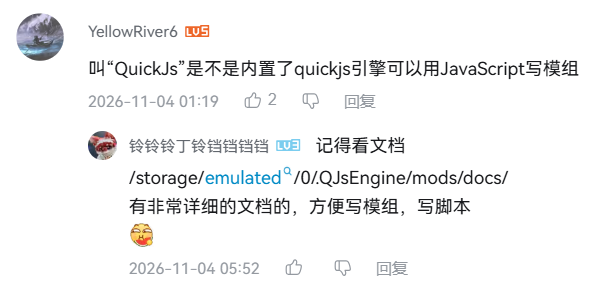 YellowRiver6 LV5
叫“QuickJs”是不是内置了quickjs引擎可以用JavaScript写模组
2026-11-04 01:19 2 回复
铃铃铃丁铃铛铛铛铛 LV3 记得看文档
/storage/emulated/0/.QJsEngine/mods/docs/
有非常详细的文档的，方便写模组，写脚本
2026-11-04 05:52 回复